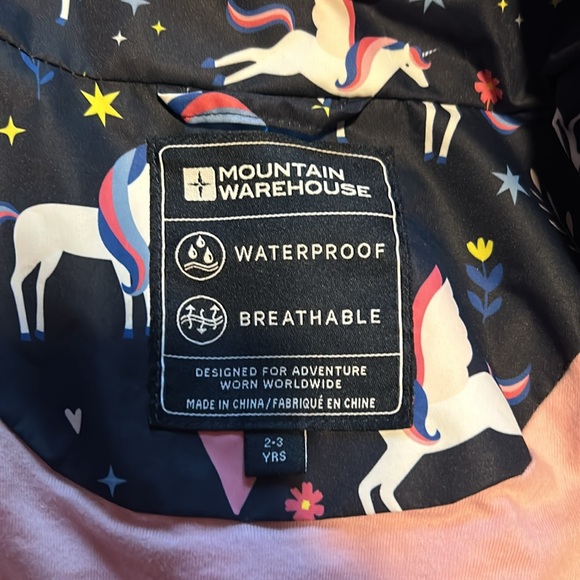 MOUNTAIN
WAREHOUSE
WATERPROOF
BREATHABLE
DESIGNED FOR ADVENTURE
WORN WORLDWIDE
MADE IN CHINA/FABRIQUÉ EN CHINE
2-3
YRS